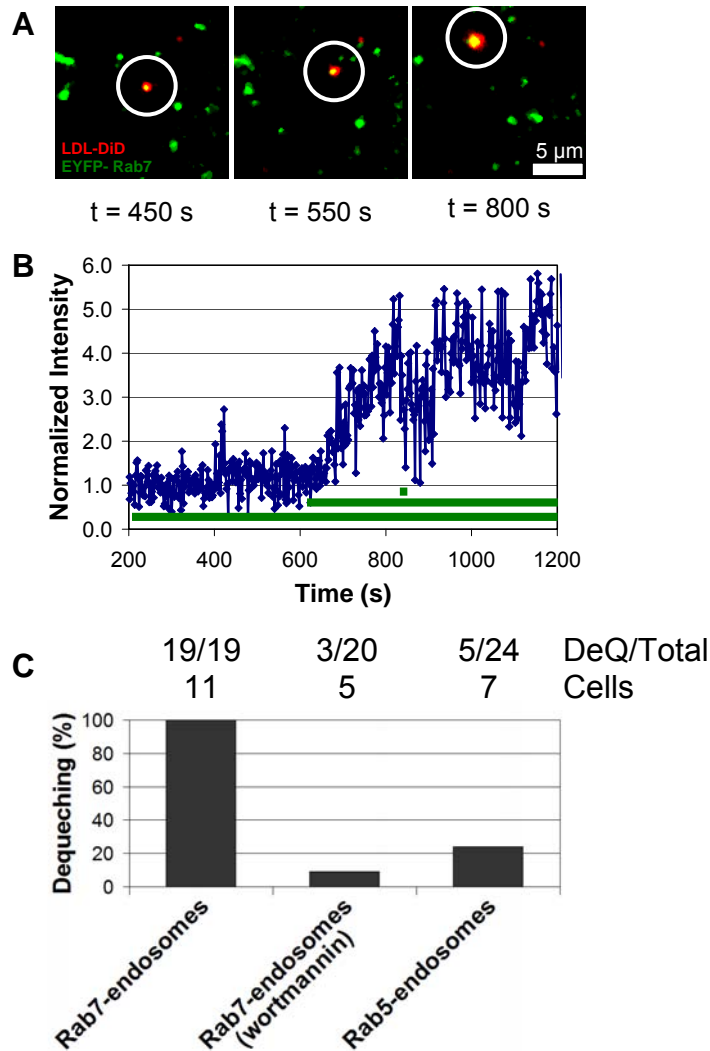 A
LDL-DiD
EYFP- Rab7
5 µm
t = 450 s
t = 550 s
t = 800 s
B
Normalized Intensity
6.0
5.0
4.0
3.0
2.0
1.0
0.0
200
400
600
800
1000
1200
Time (s)
C
19/19
3/20
5/24
DeQ/Total
11
5
7
Cells
Dequeching (%)
100
80
60
40
20
0
Rab7-endosomes
Rab7-endosomes
(wortmannin)
Rab5-endosomes